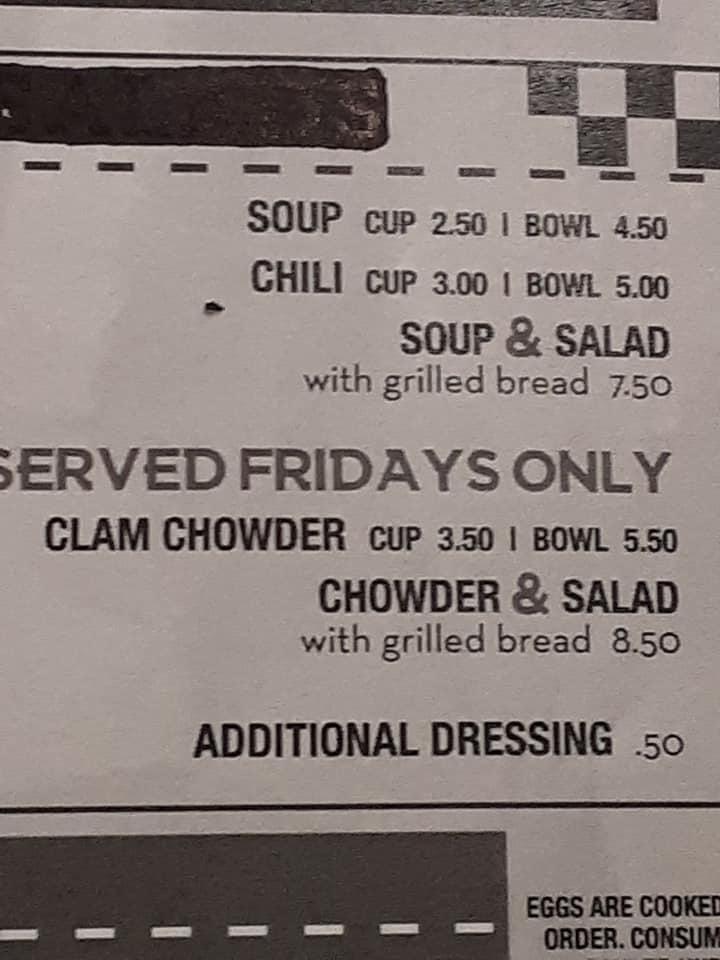 SOUP CUP 2.50 | BOWL 4.50
CHILI CUP 3.00 | BOWL 5.00
SOUP & SALAD
with grilled bread 7.50
SERVED FRIDAYS ONLY
CLAM CHOWDER CUP 3.50 | BOWL 5.50
CHOWDER & SALAD
with grilled bread 8.50
ADDITIONAL DRESSING .50
EGGS ARE COOKED
ORDER. CONSUM